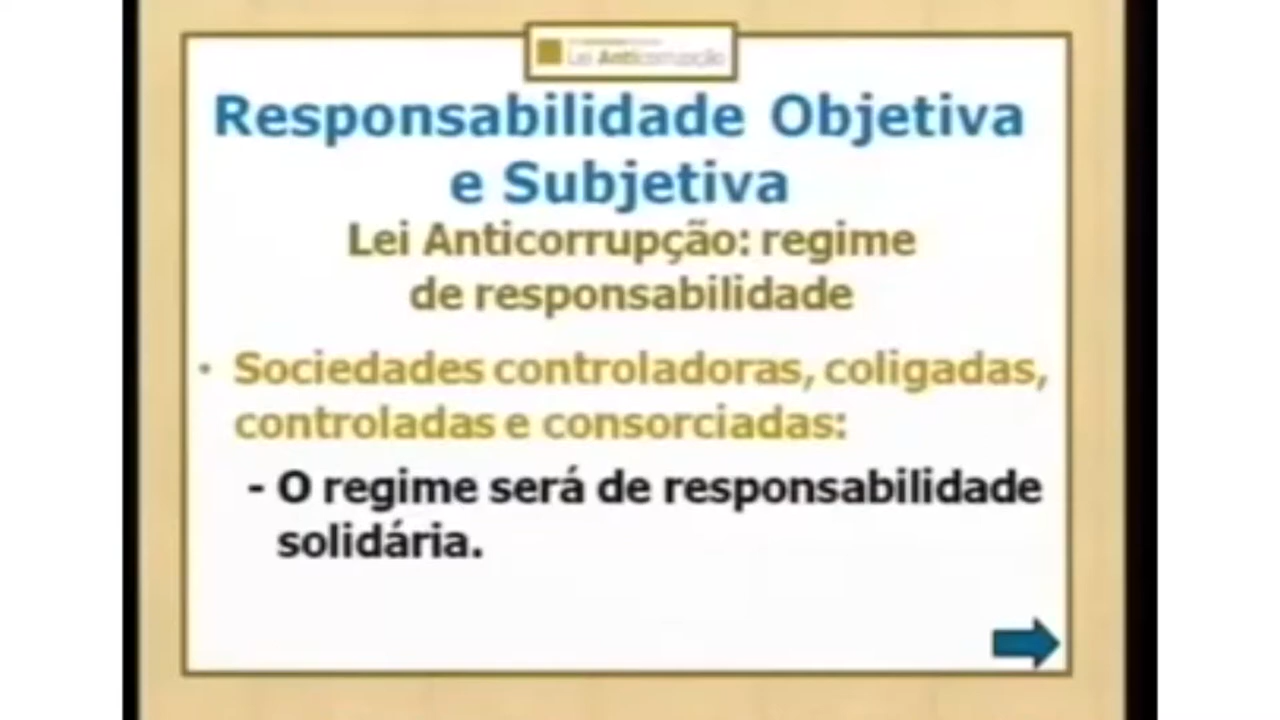 Lei Anticorrupção
Responsabilidade Objetiva
e Subjetiva
Lei Anticorrupção: regime
de responsabilidade
• Sociedades controladoras, coligadas,
controladas e consorciadas:
- O regime será de responsabilidade
solidária.